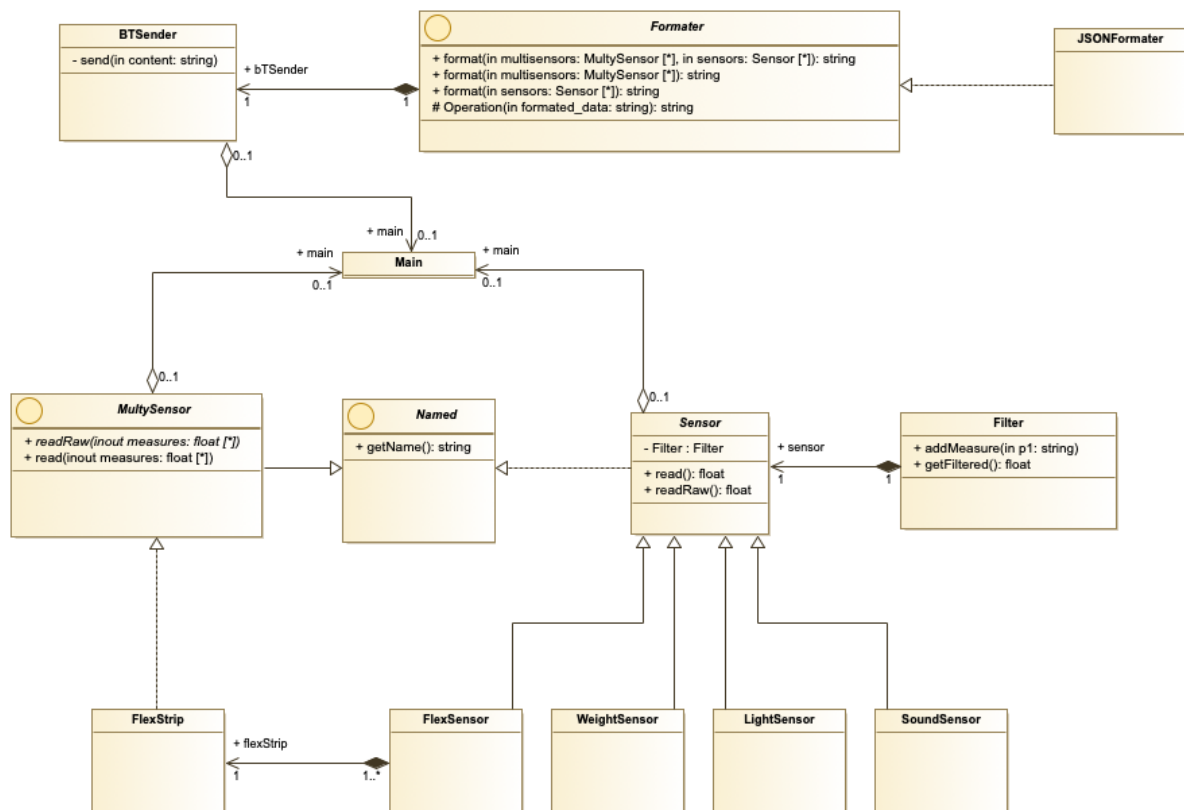 BTSender
- send(in content: string)
Formater
+ format(in multisensors: MultySensor [*], in sensors: Sensor [*]): string
+ format(in multisensors: MultySensor [*]): string
+ format(in sensors: Sensor [*]): string
# Operation(in formated_data: string): string
JSONFormater
+ bTSender
1
1
0..1
+ main
0..1
Main
+ main
0..1
+ main
0..1
0..1
0..1
MultySensor
+ readRaw(inout measures: float [*])
+ read(inout measures: float [*])
Named
+ getName(): string
Sensor
- Filter : Filter
+ read(): float
+ readRaw(): float
Filter
+ addMeasure(in p1: string)
+ getFiltered(): float
+ sensor
1
1
FlexStrip
FlexSensor
WeightSensor
LightSensor
SoundSensor
+ flexStrip
1
1..*